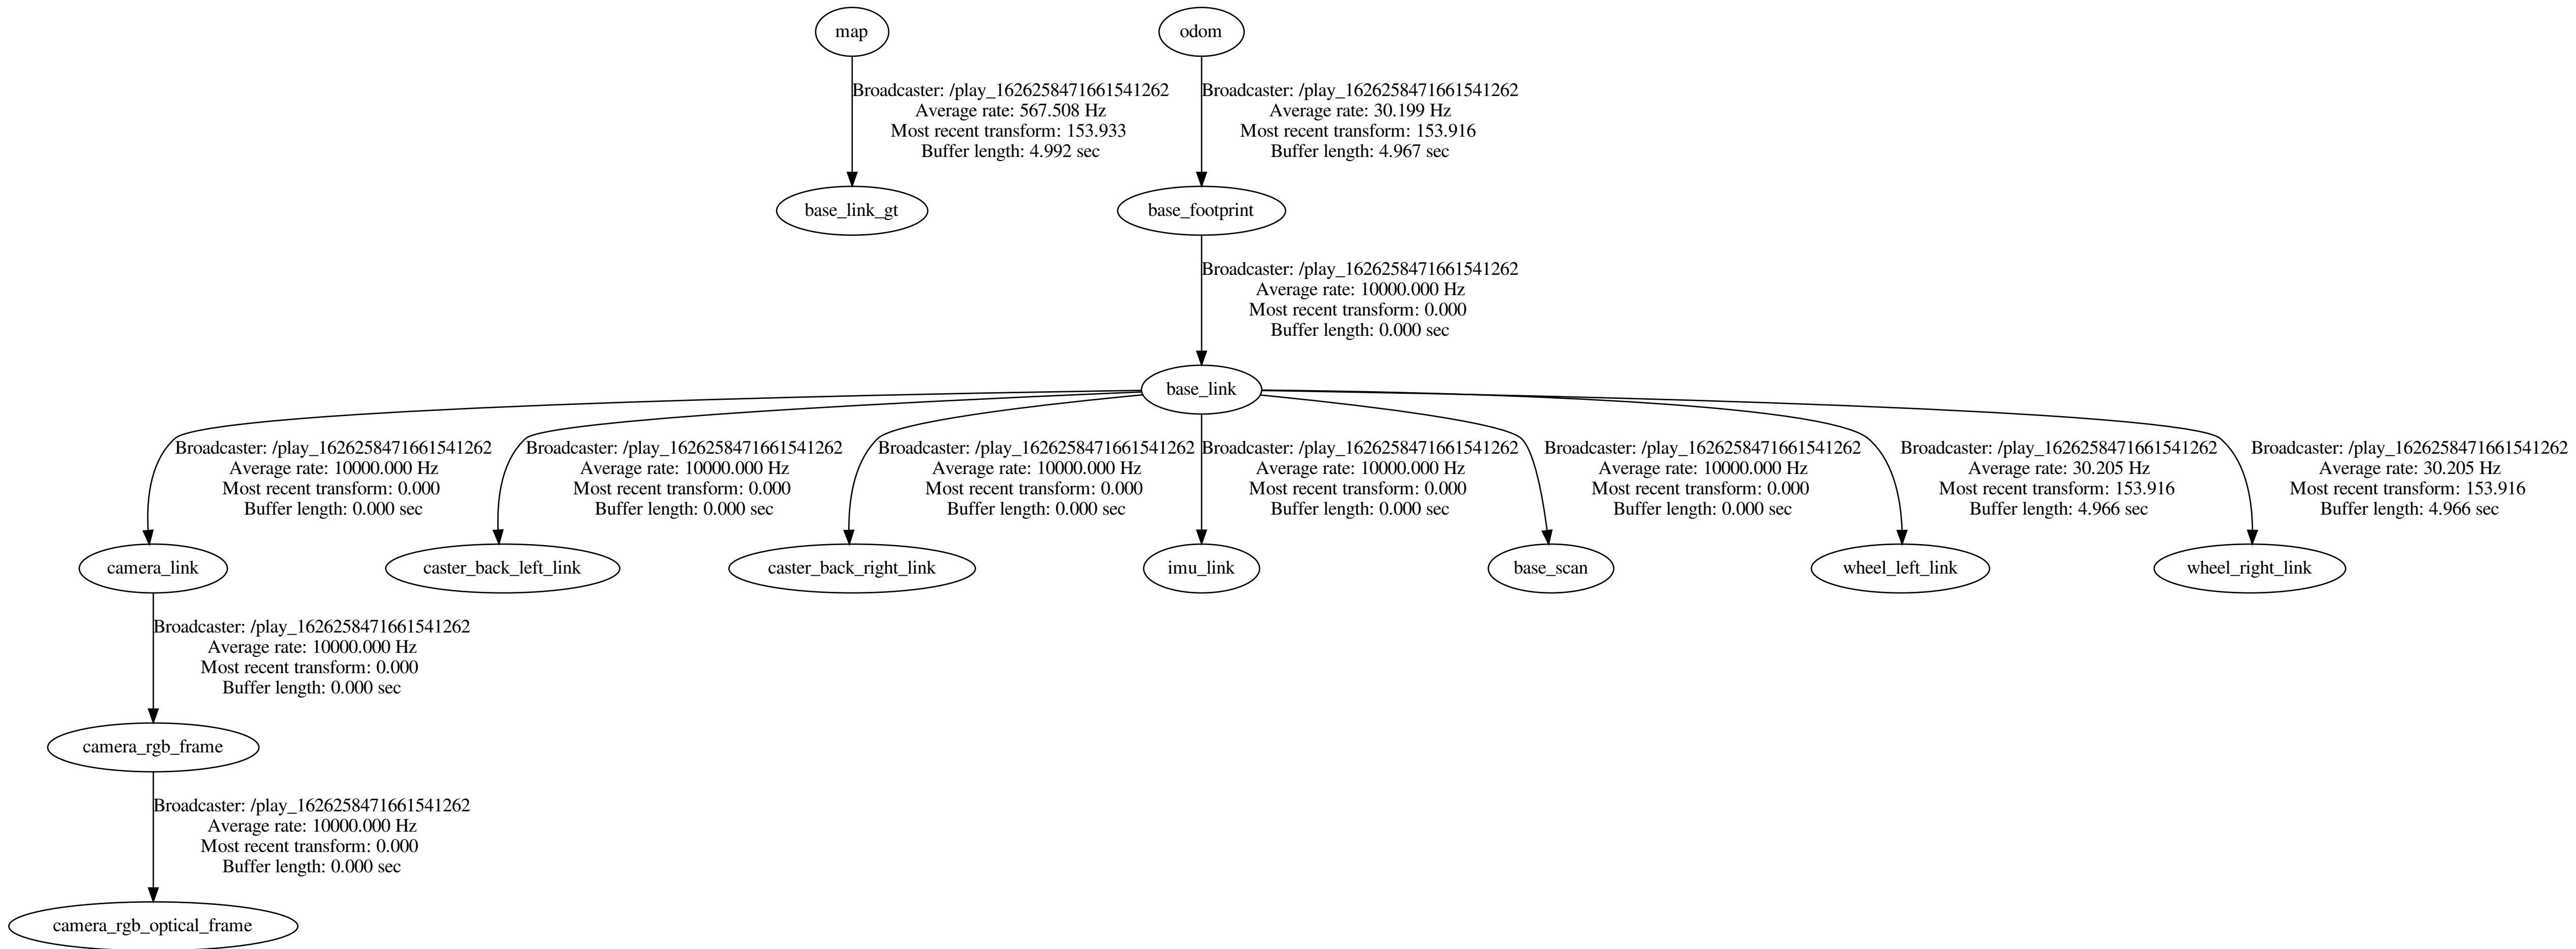 map
odom
Broadcaster: /play_1626258471661541262
Average rate: 567.508 Hz
Most recent transform: 153.933
Buffer length: 4.992 sec
Broadcaster: /play_1626258471661541262
Average rate: 30.199 Hz
Most recent transform: 153.916
Buffer length: 4.967 sec
base_link_gt
base_footprint
Broadcaster: /play_1626258471661541262
Average rate: 10000.000 Hz
Most recent transform: 0.000
Buffer length: 0.000 sec
base_link
Broadcaster: /play_1626258471661541262
Average rate: 10000.000 Hz
Most recent transform: 0.000
Buffer length: 0.000 sec
Broadcaster: /play_1626258471661541262
Average rate: 10000.000 Hz
Most recent transform: 0.000
Buffer length: 0.000 sec
Broadcaster: /play_1626258471661541262
Average rate: 10000.000 Hz
Most recent transform: 0.000
Buffer length: 0.000 sec
Broadcaster: /play_1626258471661541262
Average rate: 10000.000 Hz
Most recent transform: 0.000
Buffer length: 0.000 sec
Broadcaster: /play_1626258471661541262
Average rate: 10000.000 Hz
Most recent transform: 0.000
Buffer length: 0.000 sec
Broadcaster: /play_1626258471661541262
Average rate: 30.205 Hz
Most recent transform: 153.916
Buffer length: 4.966 sec
Broadcaster: /play_1626258471661541262
Average rate: 30.205 Hz
Most recent transform: 153.916
Buffer length: 4.966 sec
camera_link
caster_back_left_link
caster_back_right_link
imu_link
base_scan
wheel_left_link
wheel_right_link
Broadcaster: /play_1626258471661541262
Average rate: 10000.000 Hz
Most recent transform: 0.000
Buffer length: 0.000 sec
camera_rgb_frame
Broadcaster: /play_1626258471661541262
Average rate: 10000.000 Hz
Most recent transform: 0.000
Buffer length: 0.000 sec
camera_rgb_optical_frame